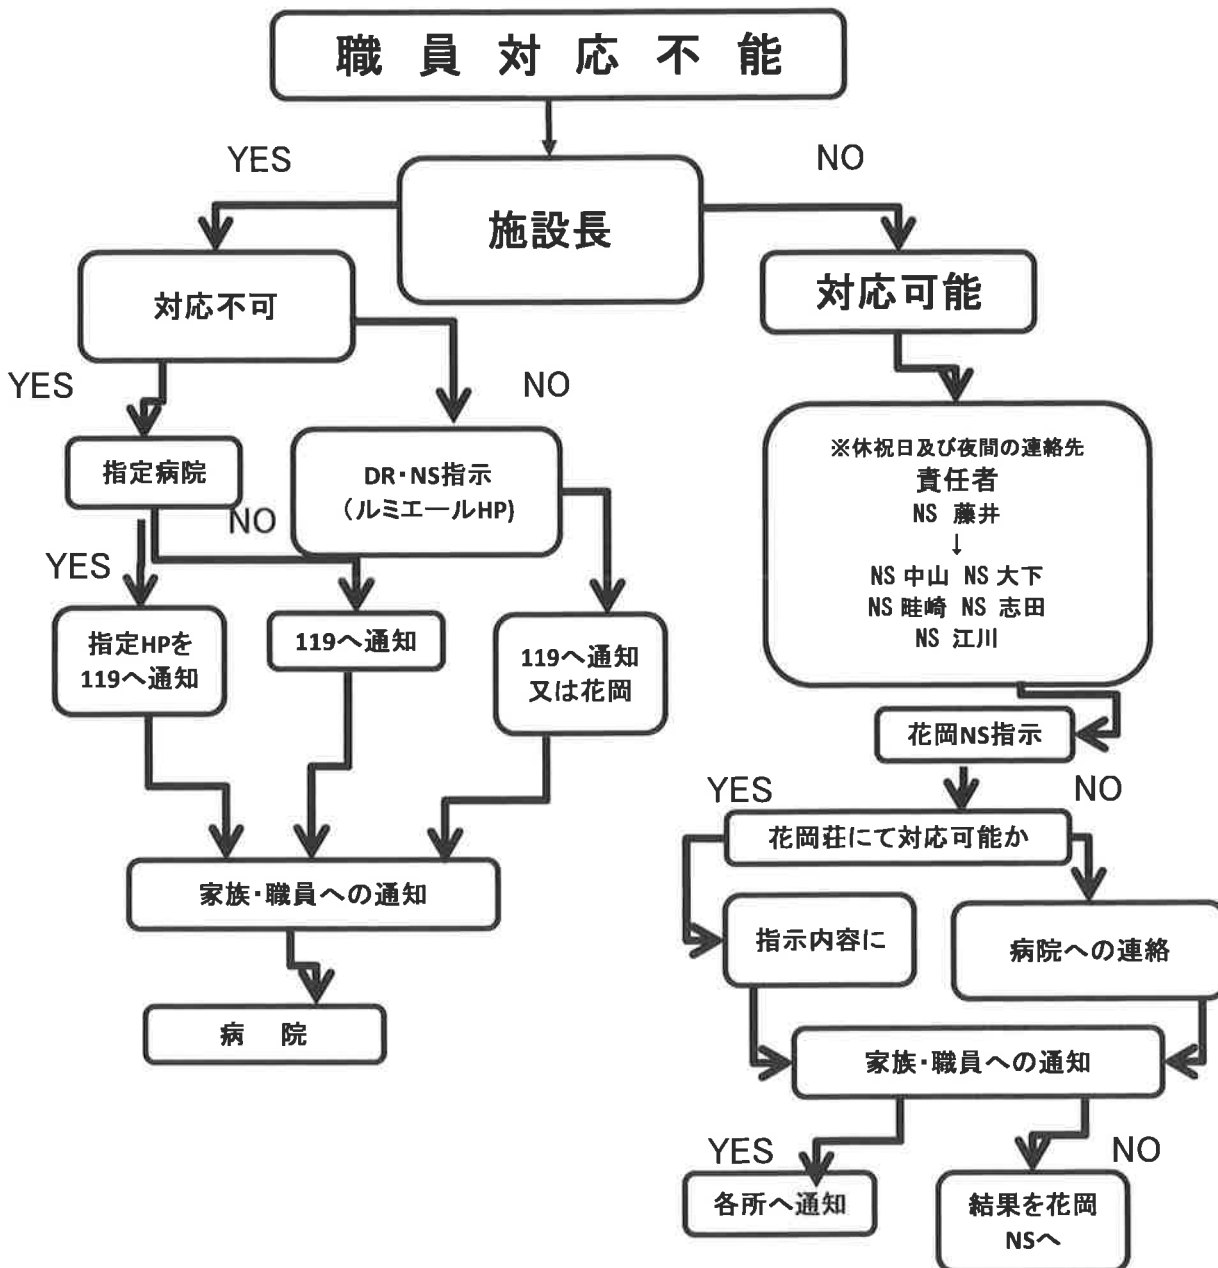 職員対応不能
YES
NO
施設長
対応不可
対応可能
YES
NO
指定病院
NO
DR・NS指示
（ルミエールHP)
※休祝日及び夜間の連絡先
責任者
NS 藤井
↓
NS 中山 NS 大下
NS 畦崎 NS 志田
NS 江川
YES
指定HPを
119へ通知
119へ通知
119へ通知
又は花岡
花岡NS指示
YES
NO
花岡荘にて対応可能か
家族・職員への通知
指示内容に
病院への連絡
病 院
家族・職員への通知
YES
NO
各所へ通知
結果を花岡
NSへ